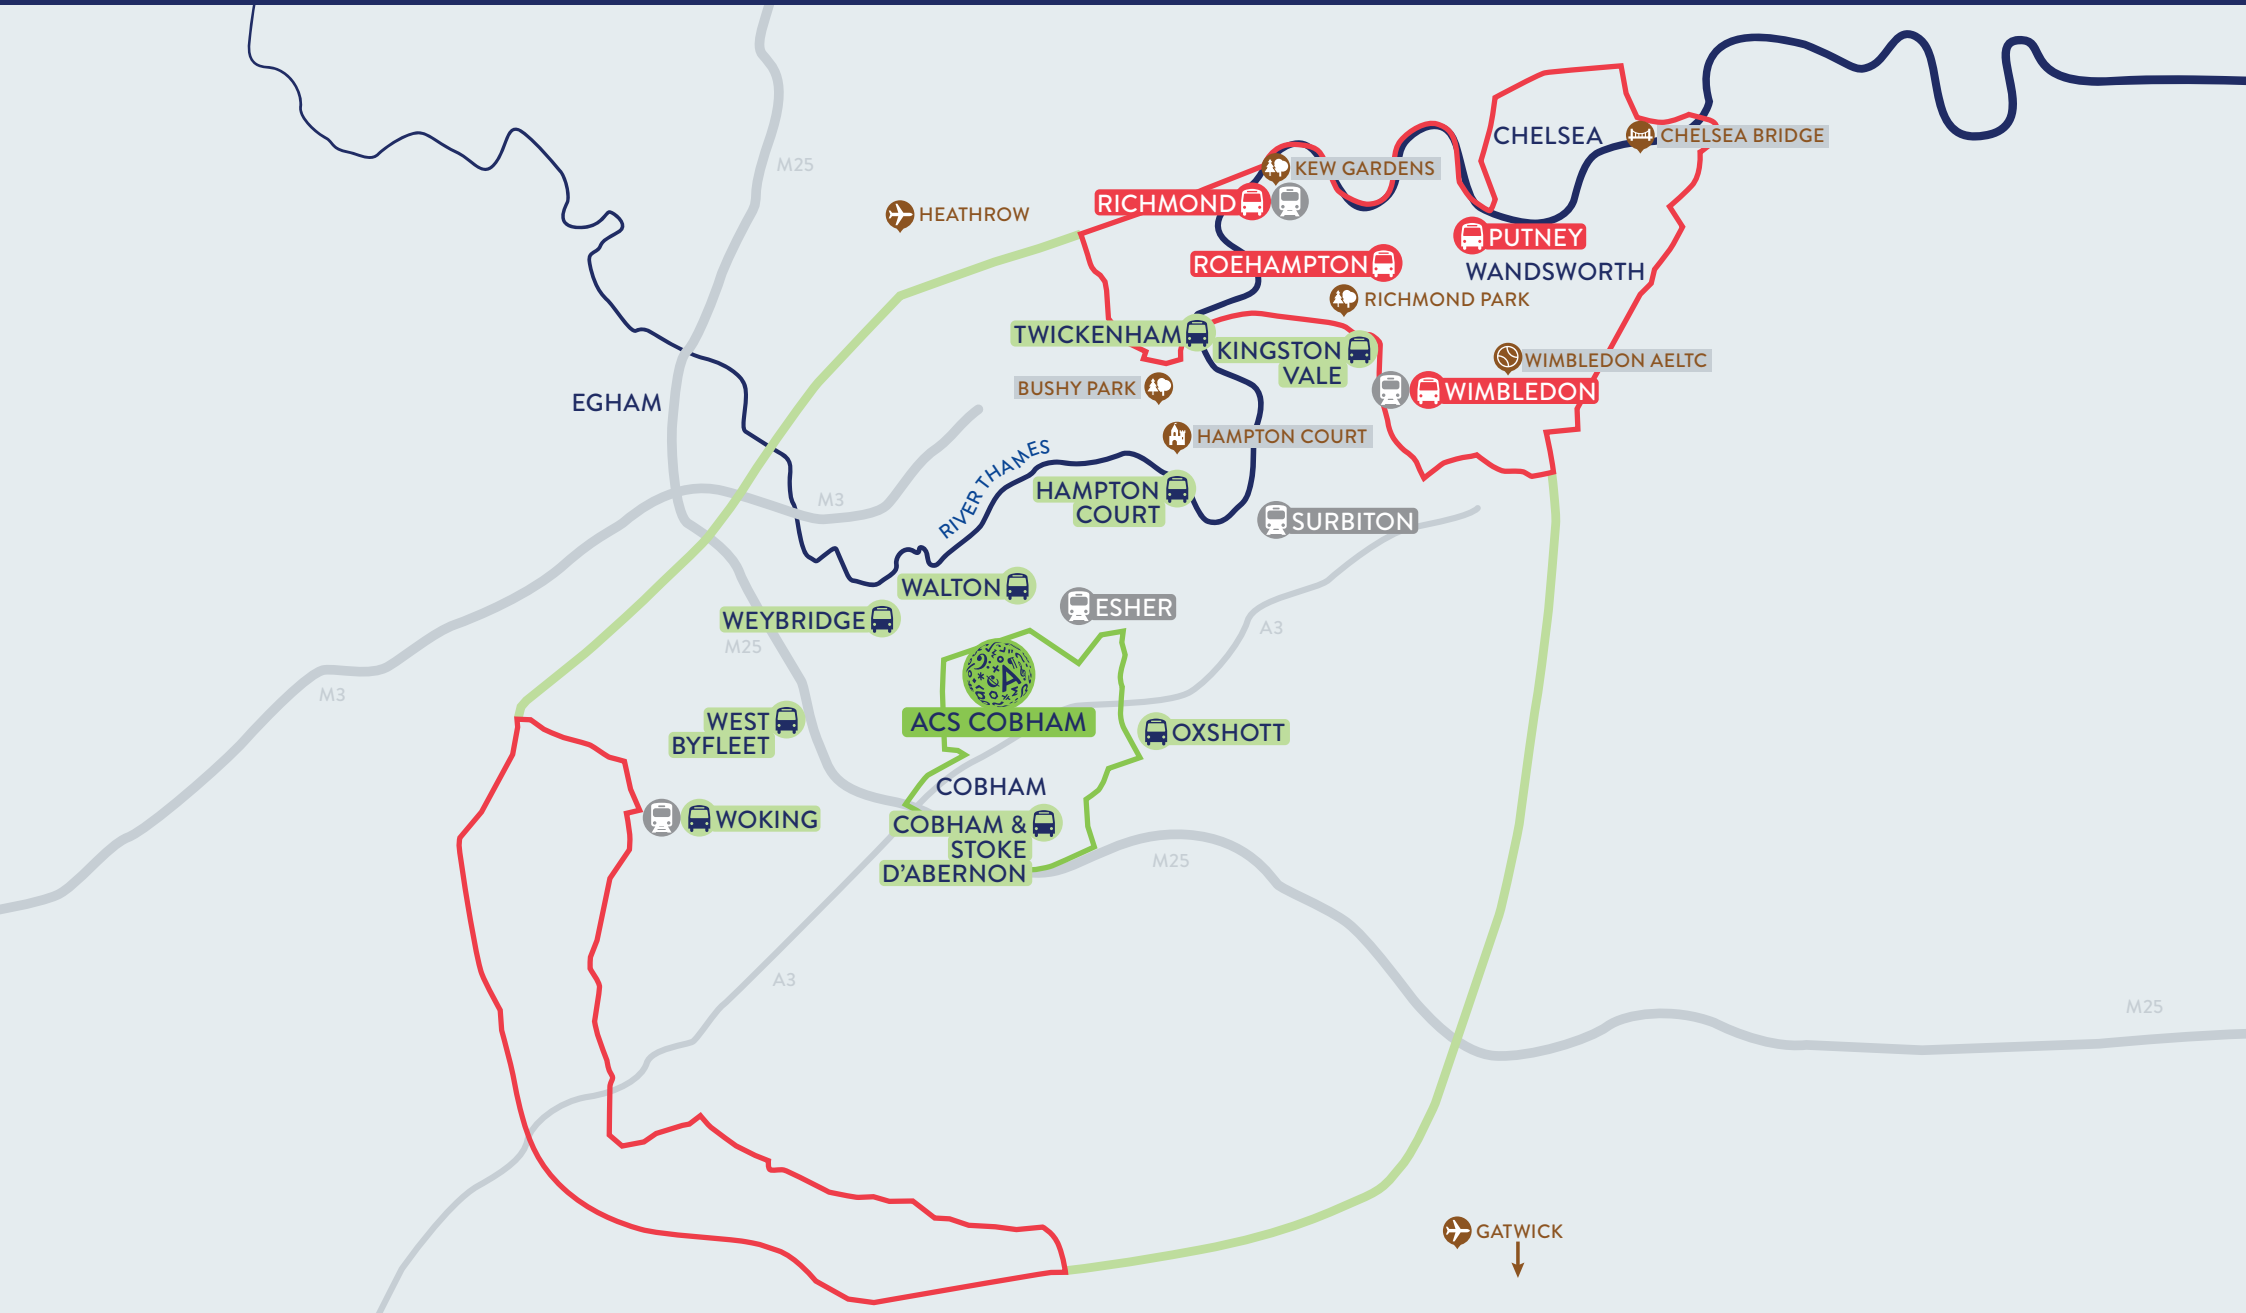 CHELSEA
CHELSEA BRIDGE
M25
KEW GARDENS
RICHMOND
HEATHROW
PUTNEY
ROEHAMPTON
WANDSWORTH
RICHMOND PARK
TWICKENHAM
KINGSTON
VALE
WIMBLEDON AELTC
BUSHY PARK
WIMBLEDON
EGHAM
HAMPTON COURT
RIVER THAMES
HAMPTON
COURT
M3
SURBITON
WALTON
ESHER
WEYBRIDGE
A3
M25
&A
M3
WEST
BYFLEET
ACS COBHAM
OXSHOTT
COBHAM
WOKING
COBHAM &
STOKE
D'ABERNON
M25
A3
M25
GATWICK